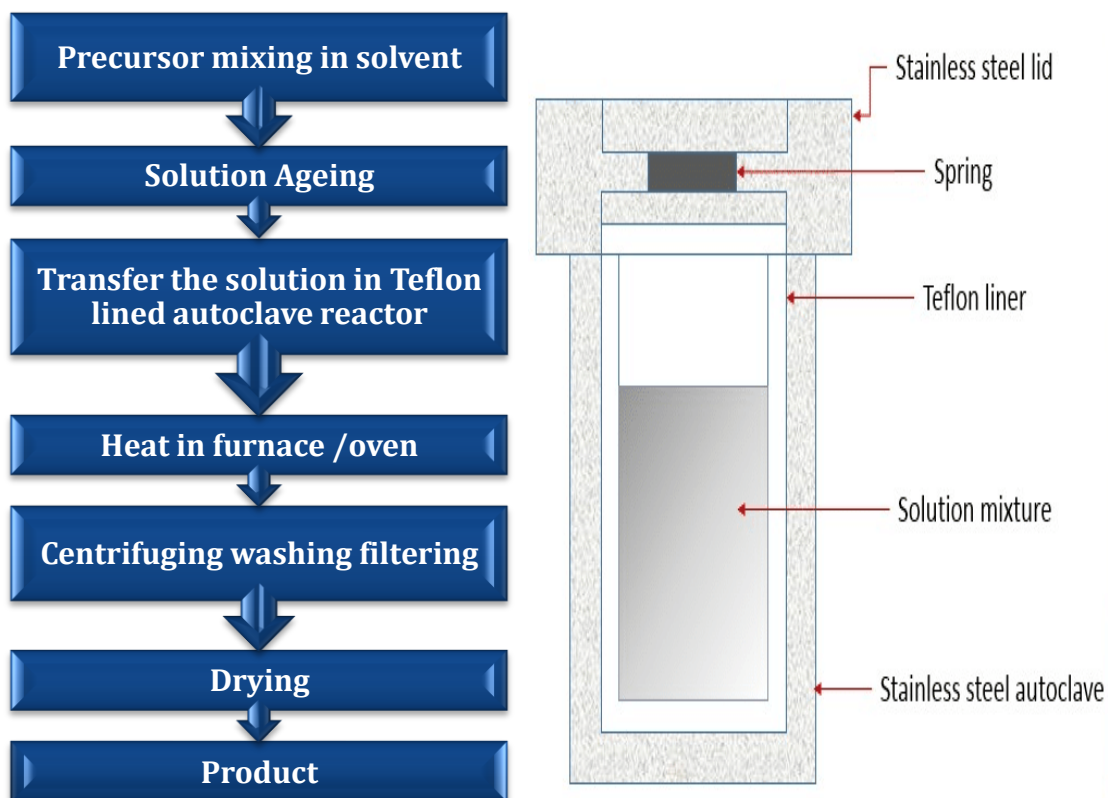 Precursor mixing in solvent
Solution Ageing
Transfer the solution in Teflon
lined autoclave reactor
Heat in furnace /oven
Centrifuging washing filtering
Drying
Product
Stainless steel lid
Spring
Teflon liner
Solution mixture
Stainless steel autoclave